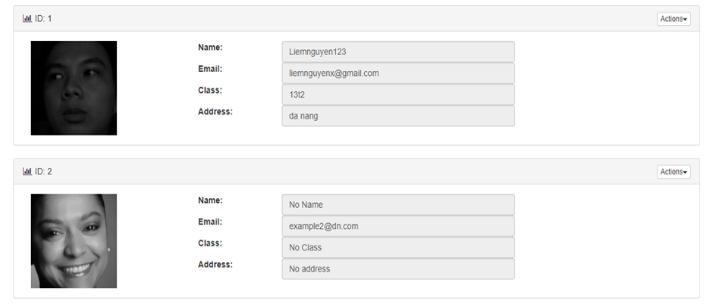 ID: 1
Actions
Name: Liemnguyen123
Email: liemnguyenx@gmail.com
Class: 13t2
Address: da nang
ID: 2
Actions
Name: No Name
Email: example2@dn.com
Class: No Class
Address: No address